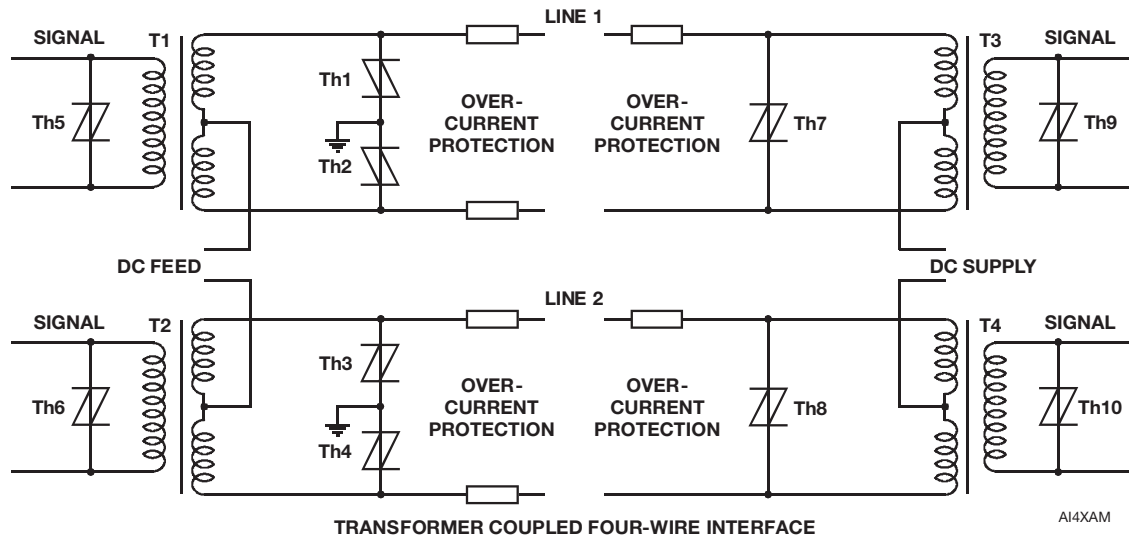 LINE 1
SIGNAL
T1
T3
SIGNAL
Th1
OVER-
CURRENT
PROTECTION
OVER-
CURRENT
PROTECTION
Th5
Th7
Th9
Th2
DC FEED
DC SUPPLY
LINE 2
SIGNAL
T2
T4
SIGNAL
Th3
OVER-
CURRENT
PROTECTION
OVER-
CURRENT
PROTECTION
Th6
Th8
Th10
Th4
AI4XAM
TRANSFORMER COUPLED FOUR-WIRE INTERFACE